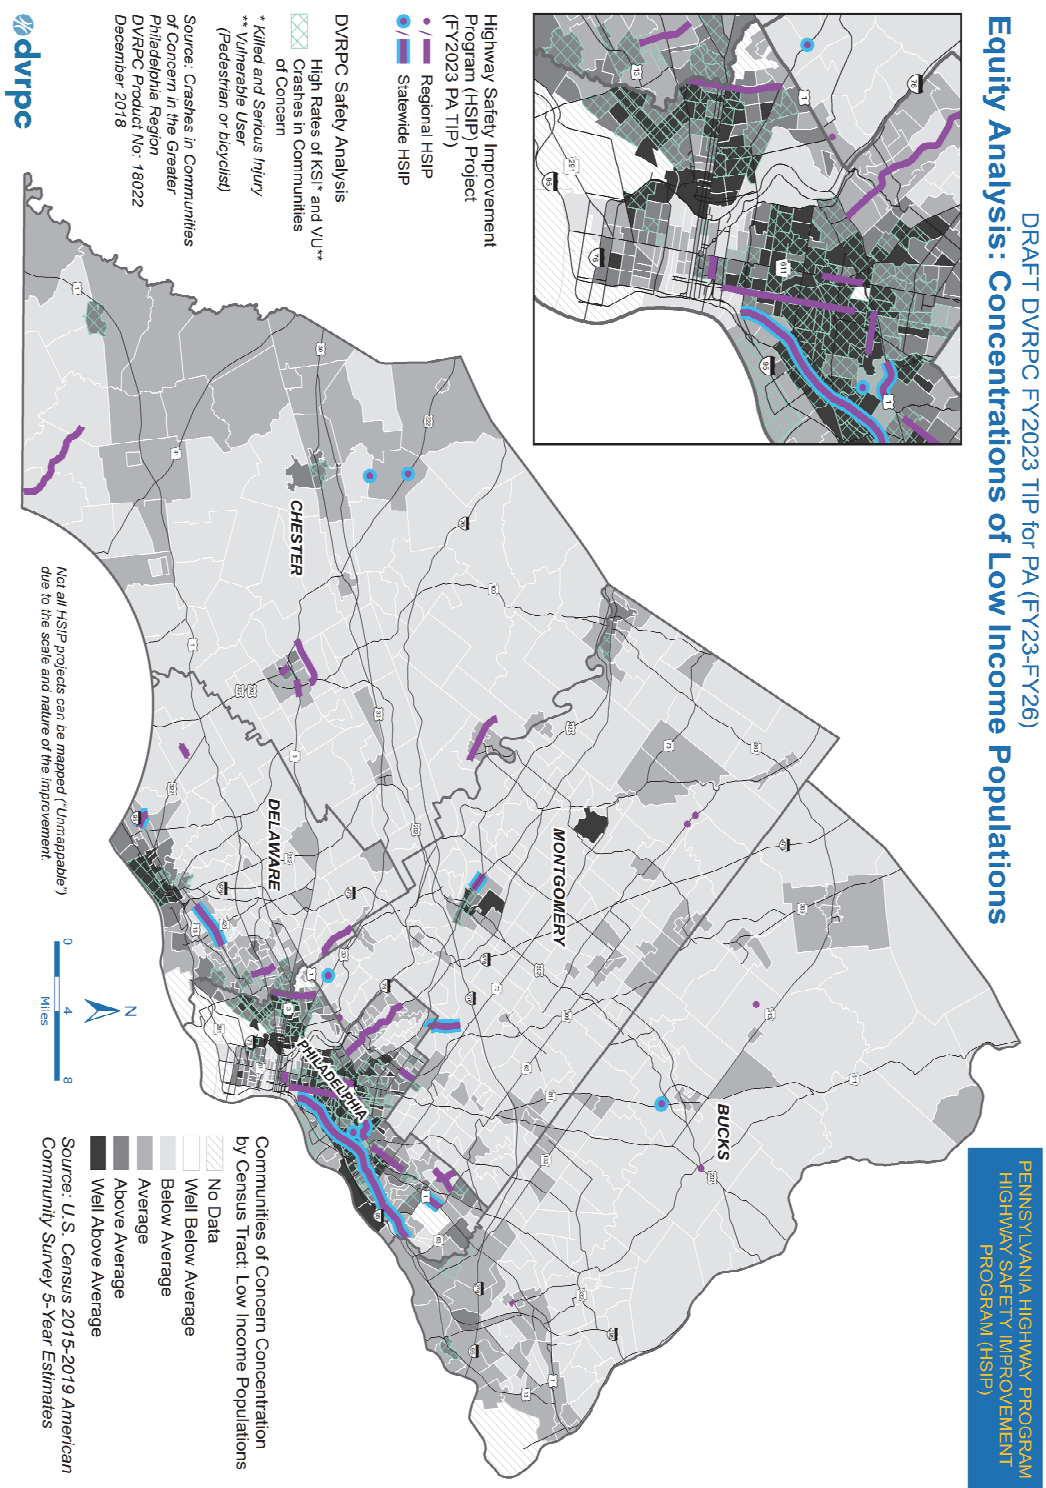 DRAFT DVRPC FY2023 TIP for PA (FY23-FY26)
Equity Analysis: Concentrations of Low Income Populations
PENNSYLVANIA HIGHWAY PROGRAM
HIGHWAY SAFETY IMPROVEMENT
PROGRAM (HSIP)
Highway Safety Improvement
Program (HSIP) Project
(FY2023 PA TIP)
Regional HSIP
Statewide HSIP
DVRPC Safety Analysis
High Rates of KSI* and VU**
Crashes in Communities
of Concern
* Killed and Serious Injury
** Vulnerable User
(Pedestrian or bicyclist)
Source: Crashes in Communities
of Concern in the Greater
Philadelphia Region
DVRPC Product No: 18022
December 2018
dvrpc
CHESTER
DELAWARE
MONTGOMERY
PHILADELPHIA
BUCKS
Not all HSIP projects can be mapped ("Unmappable")
due to the scale and nature of the improvement.
0 4 8
Miles
N
Communities of Concern Concentration
by Census Tract: Low Income Populations
No Data
Well Below Average
Below Average
Average
Above Average
Well Above Average
Source: U.S. Census 2015-2019 American
Community Survey 5-Year Estimates